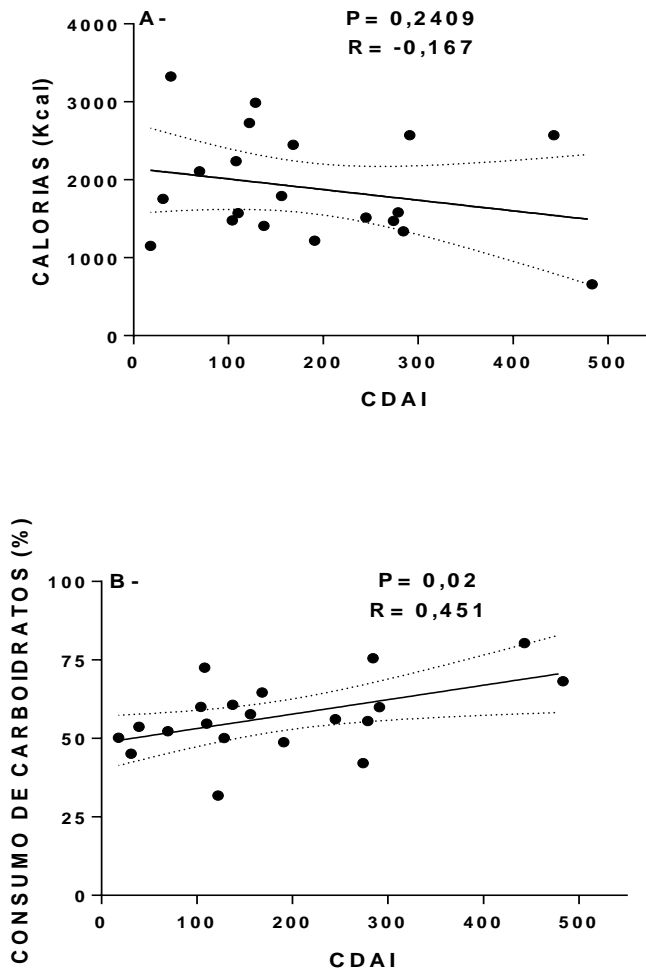 A-
P= 0,2409
R= -0,167
4000
3000
2000
1000
0
CALORIAS (Kcal)
0 100 200 300 400 500
CDAI
B-
P= 0,02
R= 0,451
100
75
50
25
0
CONSUMO DE CARBOIDRATOS (%)
0 100 200 300 400 500
CDAI